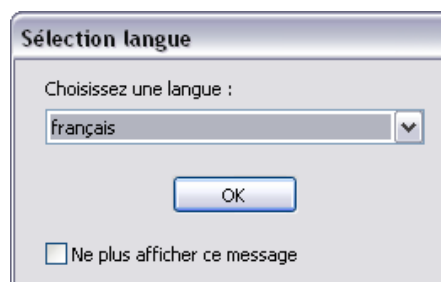 Sélection langue
Choisissez une langue :
français
OK
Ne plus afficher ce message